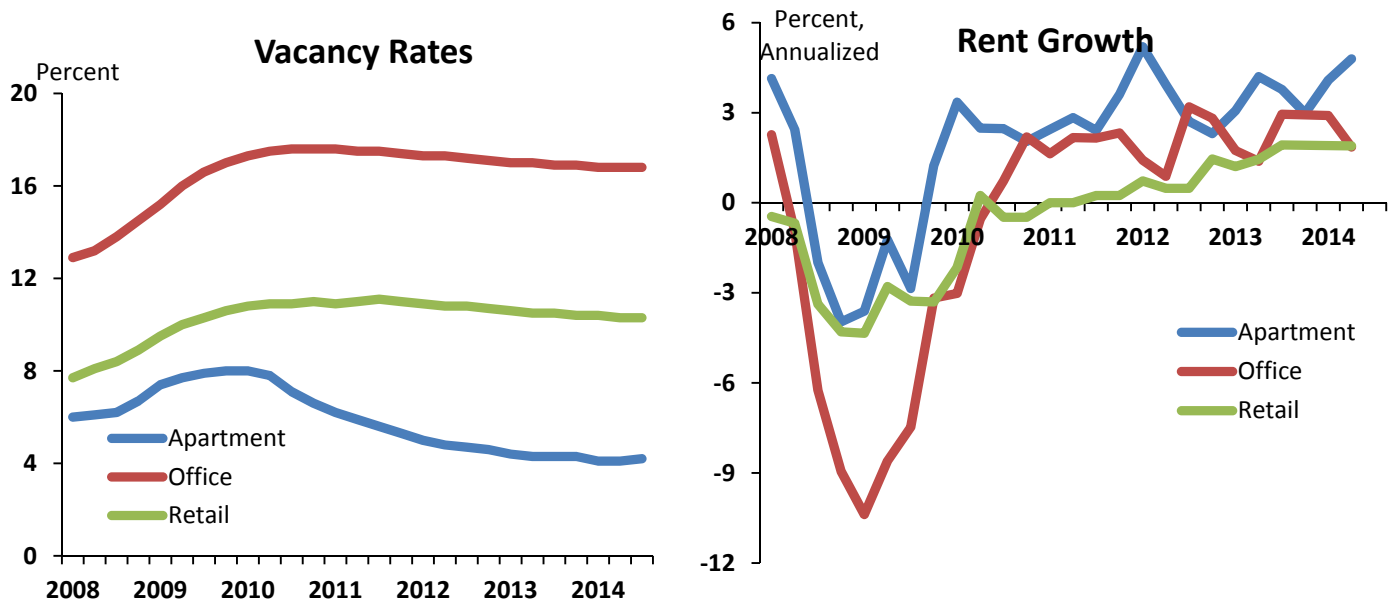 Vacancy Rates
Percent
20
16
12
8
4
0
2008 2009 2010 2011 2012 2013 2014
Apartment
Office
Retail
Rent Growth
Percent,
Annualized
6
3
0
-3
-6
-9
-12
2008 2009 2010 2011 2012 2013 2014
Apartment
Office
Retail